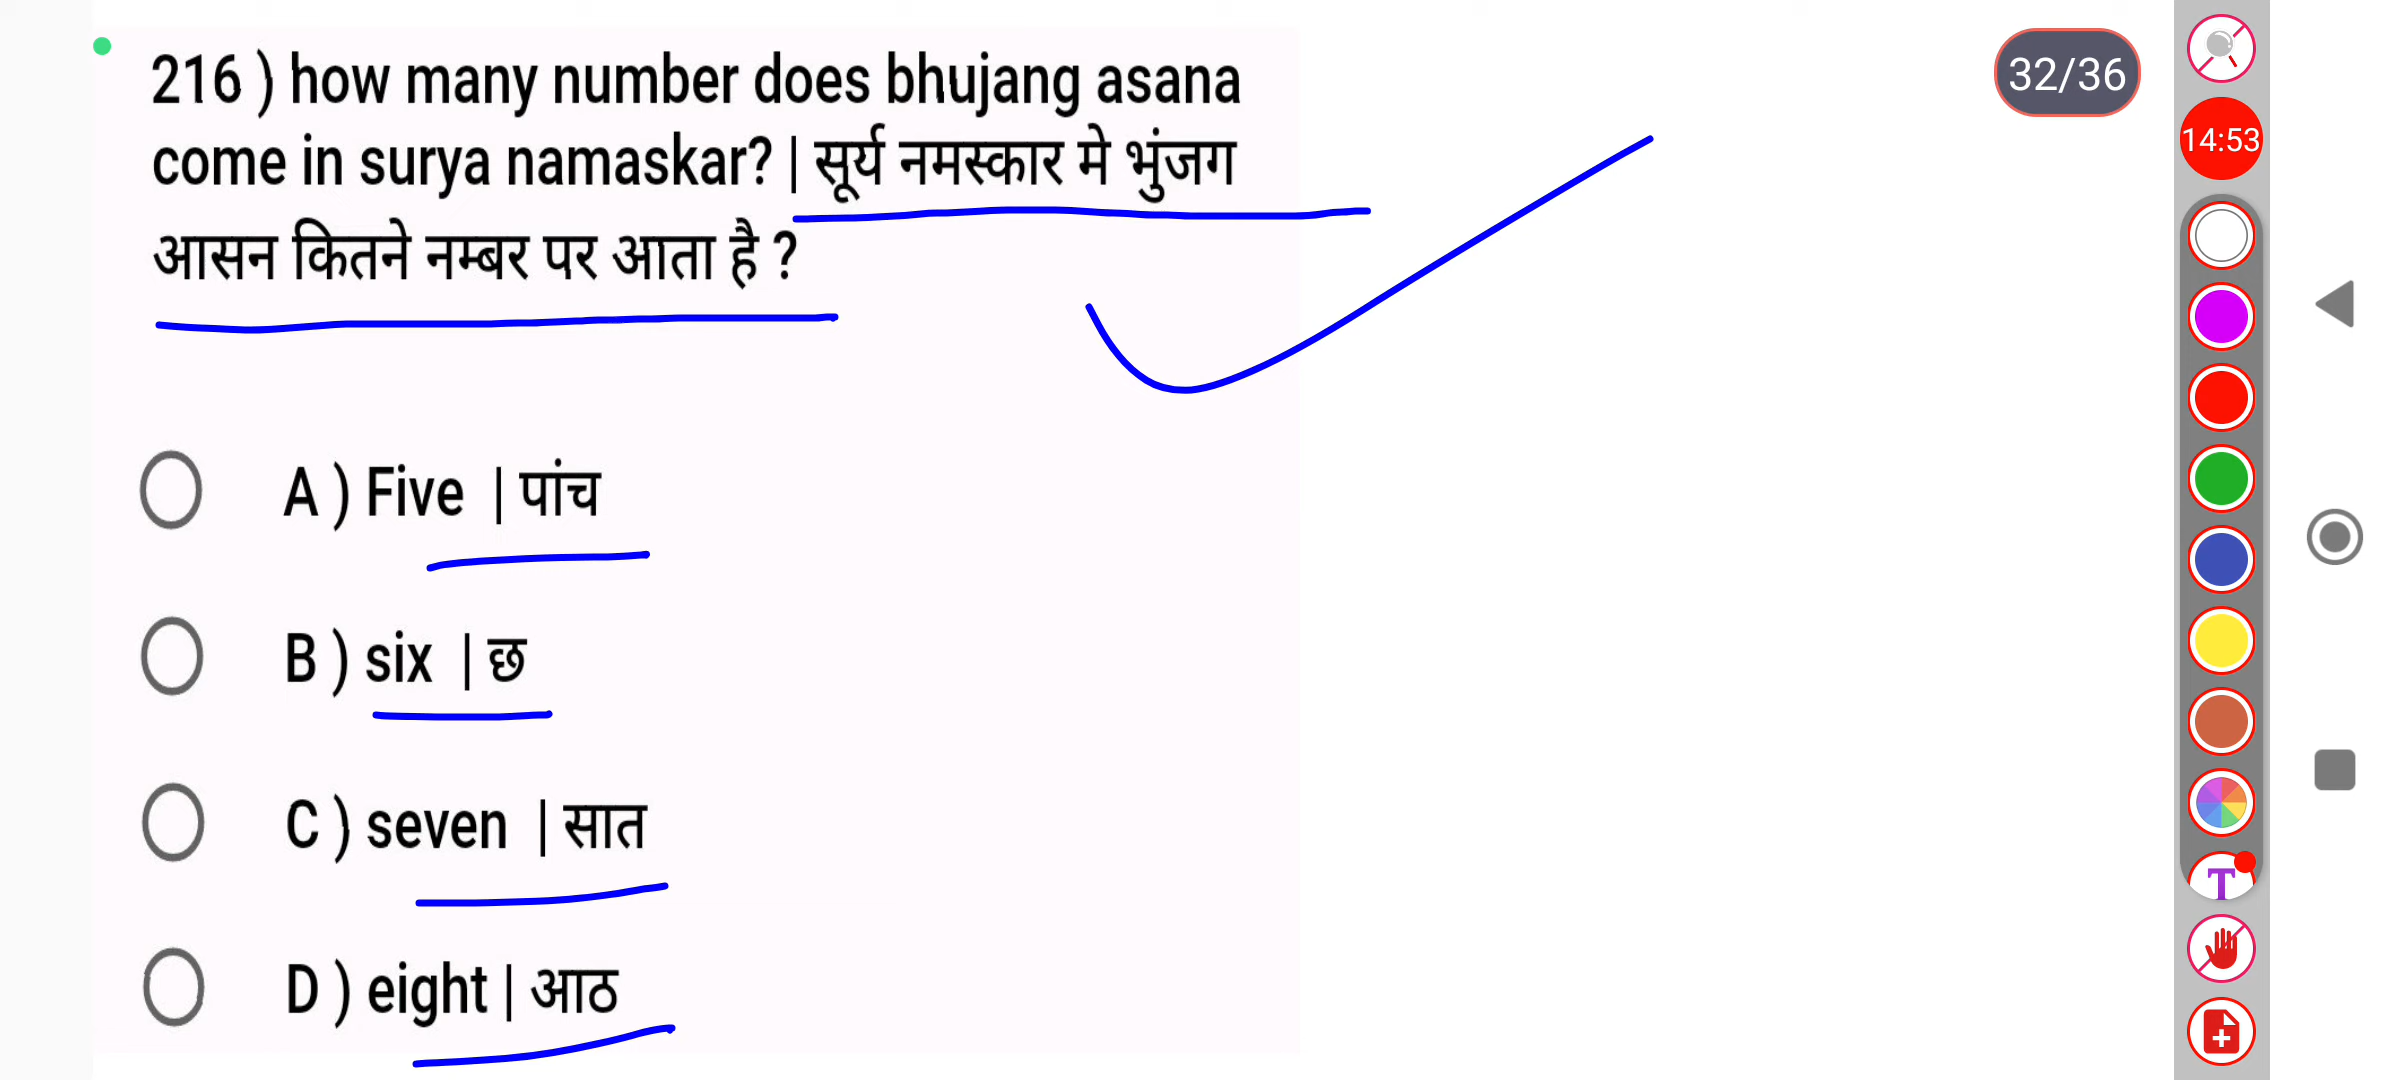 216 ) how many number does bhujang asana
come in surya namaskar? | सूर्य नमस्कार मे भुंजग
आसन कितने नम्बर पर आता है ?
A ) Five | पांच
B ) six | छ
C ) seven | सात
D ) eight | आठ
32/36
14:53
T